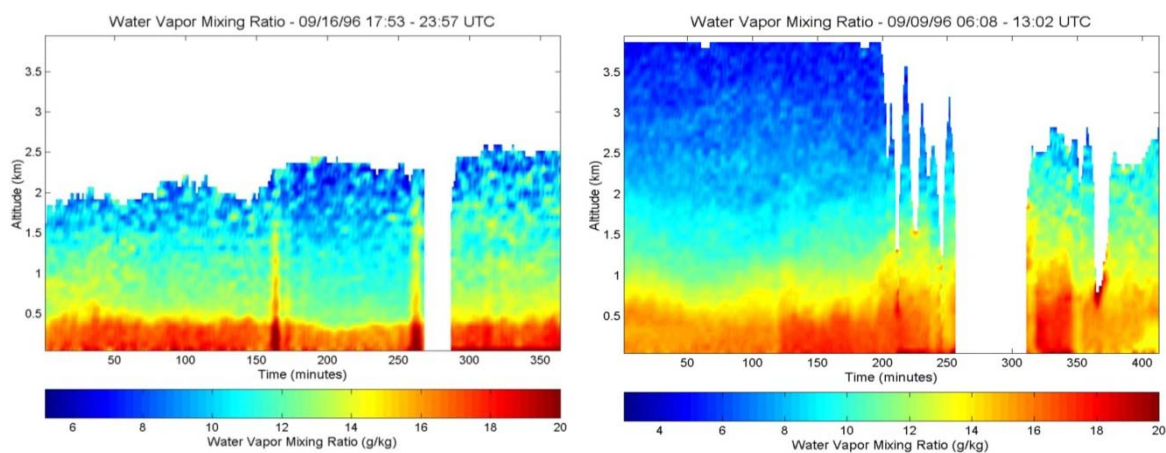 Water Vapor Mixing Ratio - 09/16/96 17:53 - 23:57 UTC
3.5
3
2.5
2
1.5
1
0.5
Altitude (km)
50 100 150 200 250 300 350
Time (minutes)
6 8 10 12 14 16 18 20
Water Vapor Mixing Ratio (g/kg)
Water Vapor Mixing Ratio - 09/09/96 06:08 - 13:02 UTC
3.5
3
2.5
2
1.5
1
0.5
Altitude (km)
50 100 150 200 250 300 350 400
Time (minutes)
4 6 8 10 12 14 16 18 20
Water Vapor Mixing Ratio (g/kg)